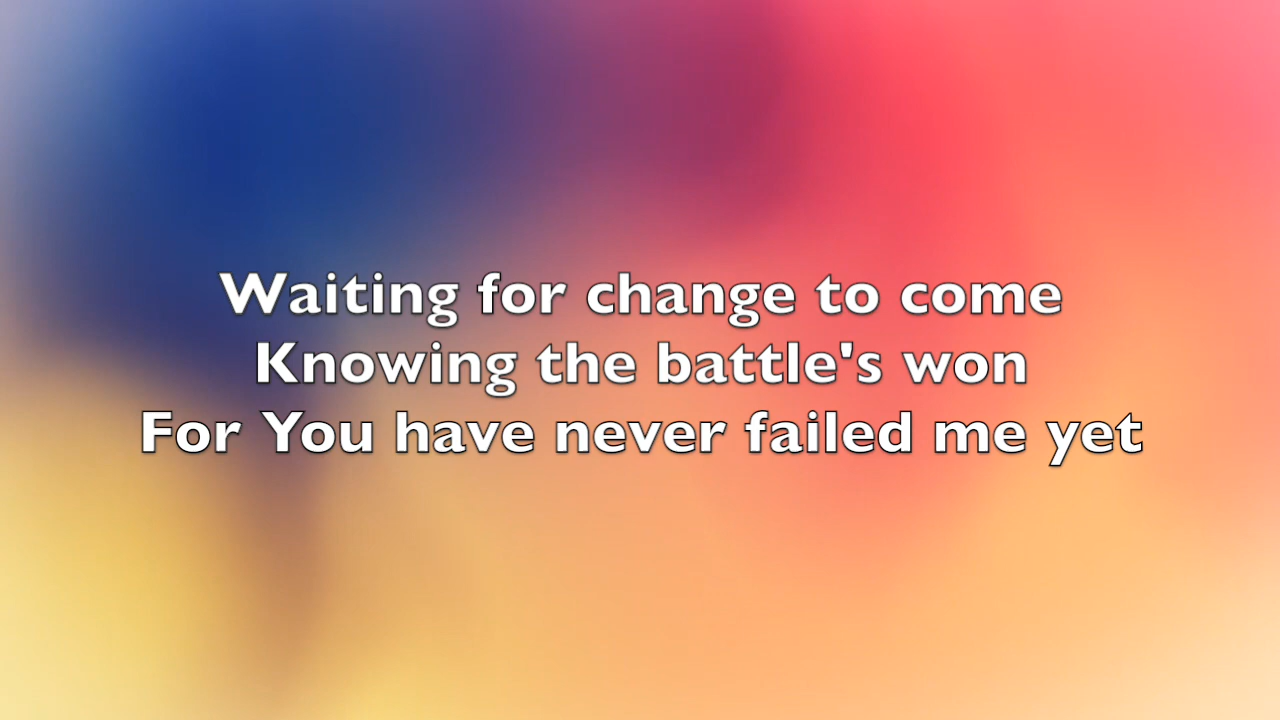 Waiting for change to come
Knowing the battle's won
For You have never failed me yet